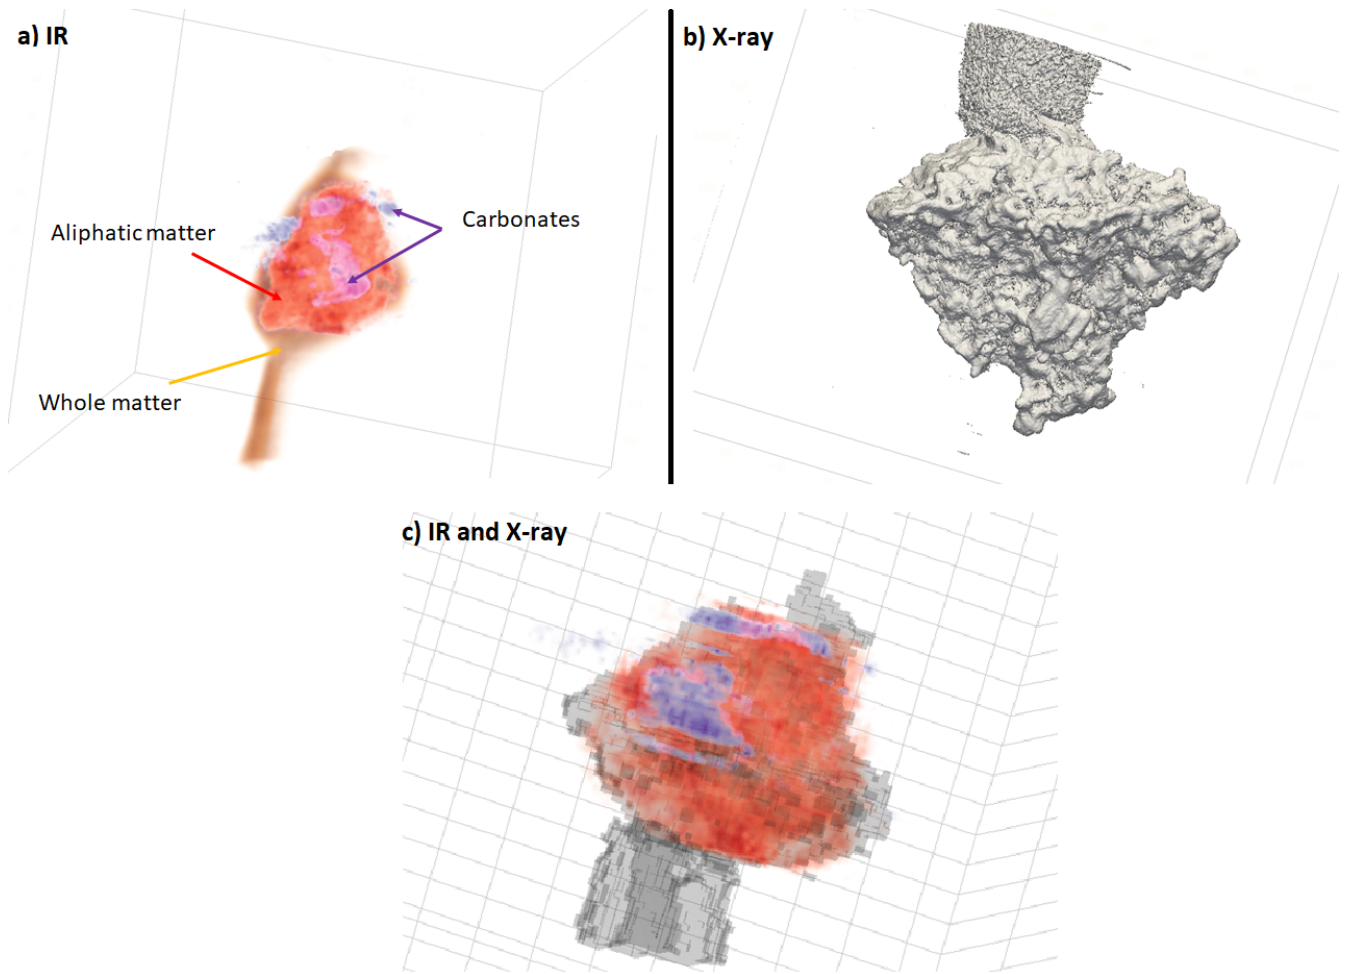 a) IR
b) X-ray
Carbonates
Aliphatic matter
Whole matter
c) IR and X-ray